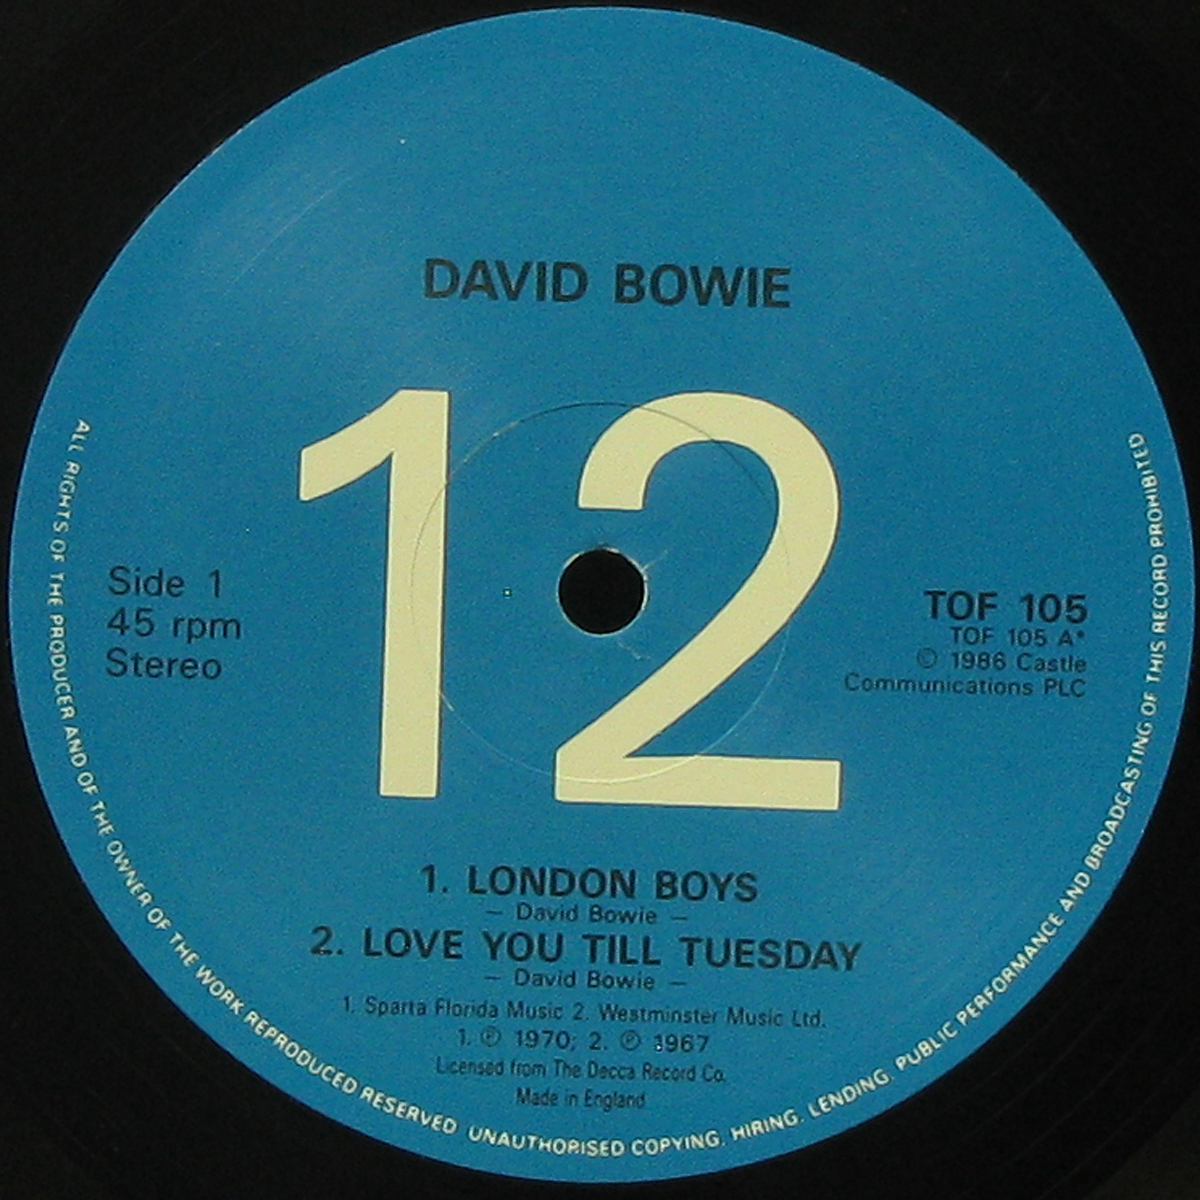 DAVID BOWIE
12
Side 1
45 rpm
Stereo
TOF 105
TOF 105 A*
© 1986 Castle
Communications PLC
1. LONDON BOYS
— David Bowie —
2. LOVE YOU TILL TUESDAY
— David Bowie —
1. Sparta Florida Music 2. Westminster Music Ltd.
1. ℗ 1970; 2. ℗ 1967
Licensed from The Decca Record Co.
Made in England
ALL RIGHTS OF THE PRODUCER AND OF THE OWNER OF THE WORK REPRODUCED RESERVED UNAUTHORISED COPYING, HIRING, LENDING, PUBLIC PERFORMANCE AND BROADCASTING OF THIS RECORD PROHIBITED